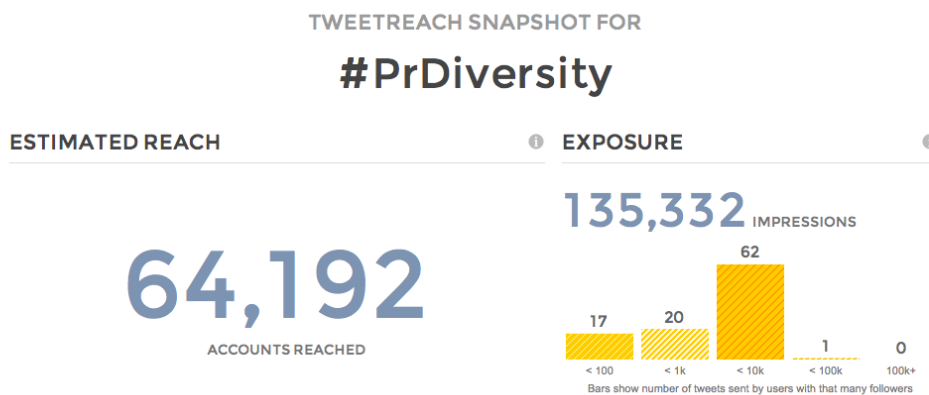 TWEETREACH SNAPSHOT FOR
#PrDiversity
ESTIMATED REACH
64,192
ACCOUNTS REACHED
EXPOSURE
135,332 IMPRESSIONS
17 20 62 1 0
< 100 < 1k < 10k < 100k 100k+
Bars show number of tweets sent by users with that many followers